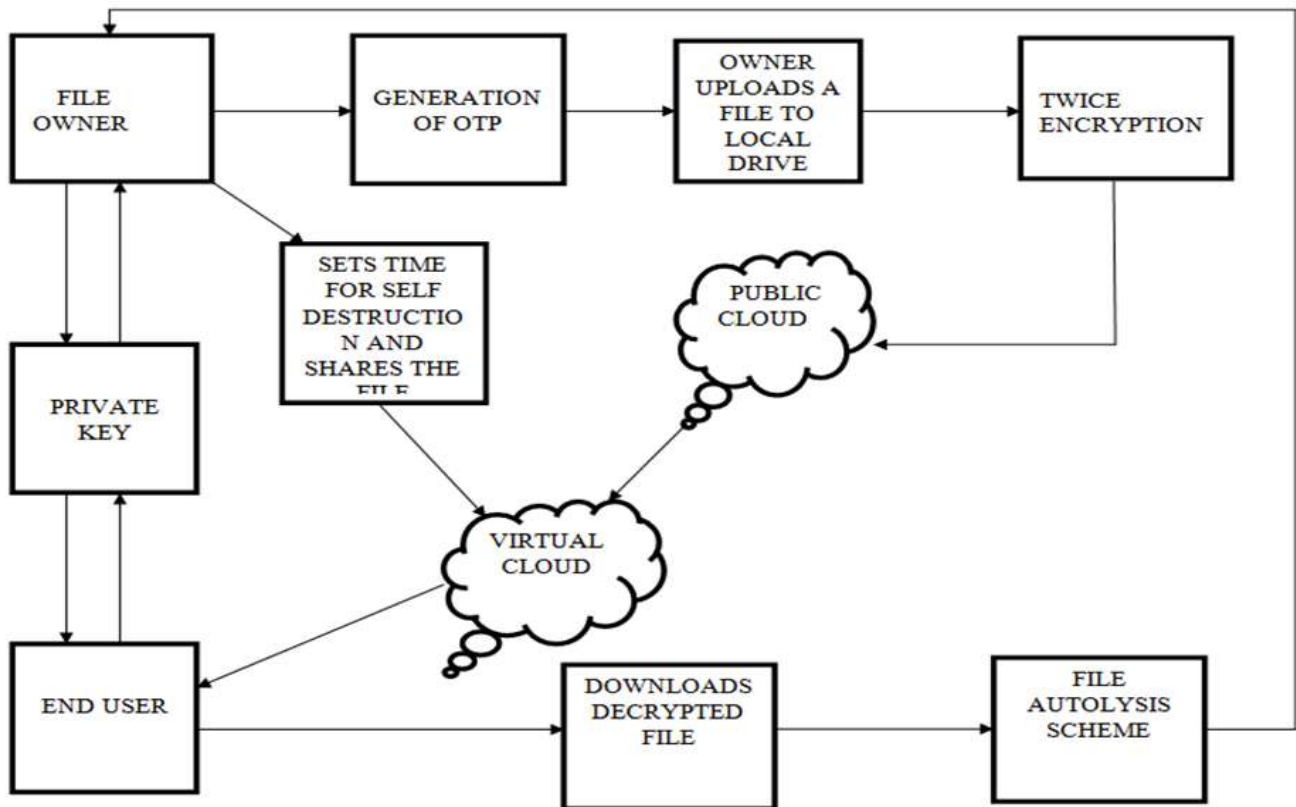 FILE
OWNER
GENERATION
OF OTP
OWNER
UPLOADS A
FILE TO
LOCAL
DRIVE
TWICE
ENCRYPTION
SETS TIME
FOR SELF
DESTRUCTIO
N AND
SHARES THE
FILE
PUBLIC
CLOUD
PRIVATE
KEY
VIRTUAL
CLOUD
END USER
DOWNLOADS
DECRYPTED
FILE
FILE
AUTOLYSIS
SCHEME